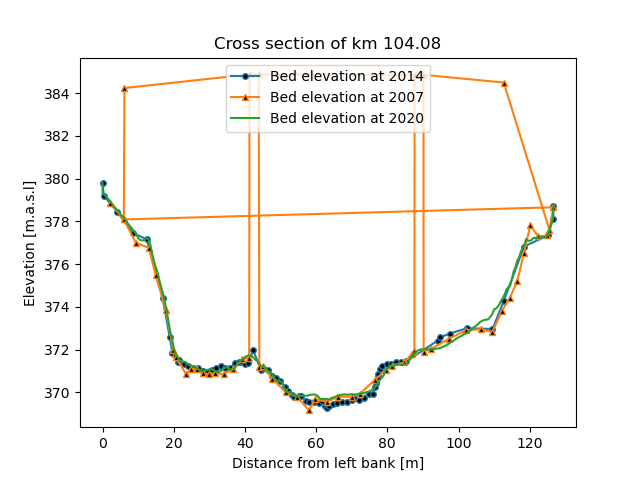 Cross section of km 104.08
Bed elevation at 2014
Bed elevation at 2007
Bed elevation at 2020
Elevation [m.a.s.l]
384
382
380
378
376
374
372
370
0 20 40 60 80 100 120
Distance from left bank [m]